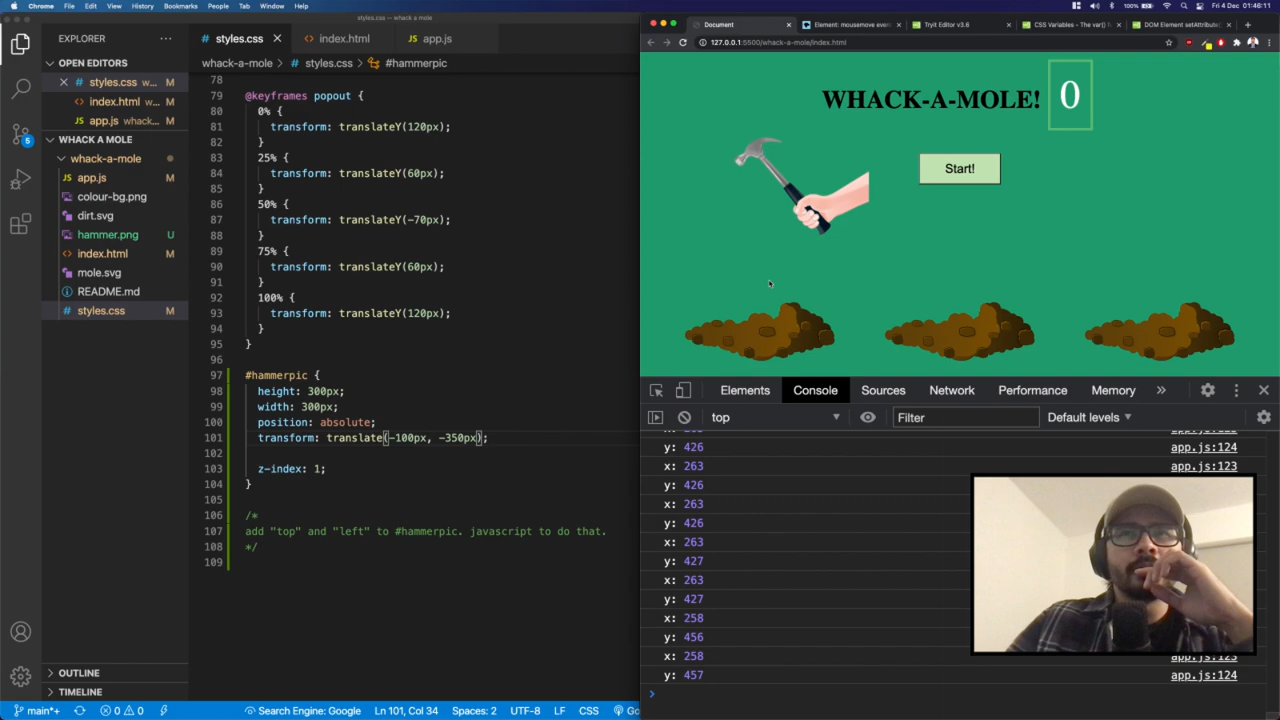 Chrome File Edit View History Bookmarks People Tab Window Help
100% Fri 4 Dec 01:46:11
styles.css — whack a mole
EXPLORER
OPEN EDITORS
styles.css w... M
index.html w... M
app.js whack... M
WHACK A MOLE
whack-a-mole
app.js M
colour-bg.png
dirt.svg
hammer.png U
index.html M
mole.svg
README.md
styles.css M
OUTLINE
TIMELINE
5
styles.css index.html app.js
whack-a-mole > styles.css > #hammerpic
78
79 @keyframes popout {
80 0% {
81 transform: translateY(120px);
82 }
83 25% {
84 transform: translateY(60px);
85 }
86 50% {
87 transform: translateY(-70px);
88 }
89 75% {
90 transform: translateY(60px);
91 }
92 100% {
93 transform: translateY(120px);
94 }
95 }
96
97 #hammerpic {
98 height: 300px;
99 width: 300px;
100 position: absolute;
101 transform: translate(-100px, -350px);
102
103 z-index: 1;
104 }
105
106 /*
107 add "top" and "left" to #hammerpic. javascript to do that.
108 */
109
main*+ 0 0 Search Engine: Google Ln 101, Col 34 Spaces: 2 UTF-8 LF CSS Go
Document Element: mousemove even Tryit Editor v3.6 CSS Variables - The var() f DOM Element setAttribute
127.0.0.1:5500/whack-a-mole/index.html
WHACK-A-MOLE! 0
Start!
Elements Console Sources Network Performance Memory »
top Filter Default levels
y: 426 app.js:124
x: 263 app.js:123
y: 426
x: 263
y: 426
x: 263
y: 427
x: 263
y: 427
x: 258
y: 456
x: 258 app.js:123
y: 457 app.js:124